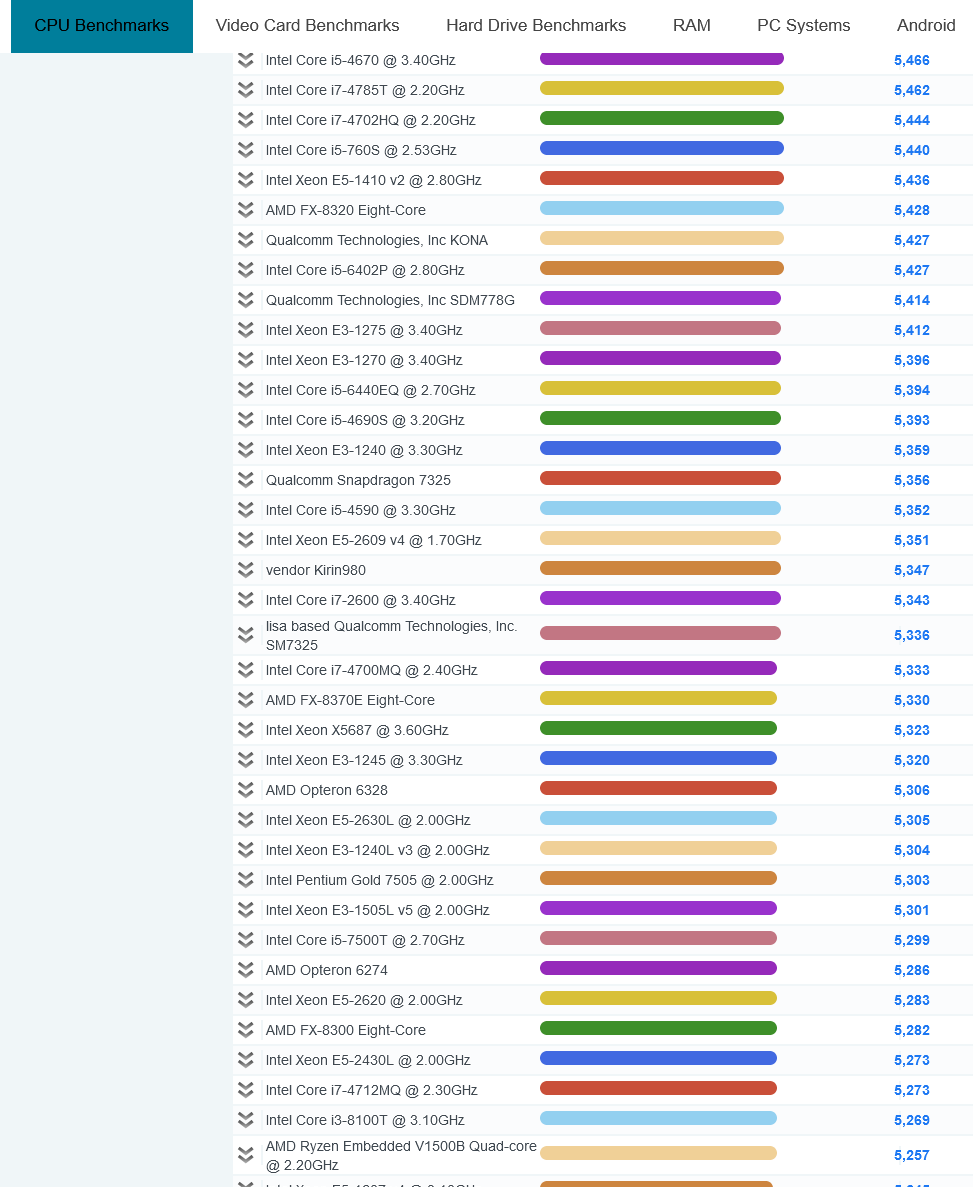 CPU Benchmarks Video Card Benchmarks Hard Drive Benchmarks RAM PC Systems Android
Intel Core i5-4670 @ 3.40GHz 5,466
Intel Core i7-4785T @ 2.20GHz 5,462
Intel Core i7-4702HQ @ 2.20GHz 5,444
Intel Core i5-760S @ 2.53GHz 5,440
Intel Xeon E5-1410 v2 @ 2.80GHz 5,436
AMD FX-8320 Eight-Core 5,428
Qualcomm Technologies, Inc KONA 5,427
Intel Core i5-6402P @ 2.80GHz 5,427
Qualcomm Technologies, Inc SDM778G 5,414
Intel Xeon E3-1275 @ 3.40GHz 5,412
Intel Xeon E3-1270 @ 3.40GHz 5,396
Intel Core i5-6440EQ @ 2.70GHz 5,394
Intel Core i5-4690S @ 3.20GHz 5,393
Intel Xeon E3-1240 @ 3.30GHz 5,359
Qualcomm Snapdragon 7325 5,356
Intel Core i5-4590 @ 3.30GHz 5,352
Intel Xeon E5-2609 v4 @ 1.70GHz 5,351
vendor Kirin980 5,347
Intel Core i7-2600 @ 3.40GHz 5,343
lisa based Qualcomm Technologies, Inc.
SM7325 5,336
Intel Core i7-4700MQ @ 2.40GHz 5,333
AMD FX-8370E Eight-Core 5,330
Intel Xeon X5687 @ 3.60GHz 5,323
Intel Xeon E3-1245 @ 3.30GHz 5,320
AMD Opteron 6328 5,306
Intel Xeon E5-2630L @ 2.00GHz 5,305
Intel Xeon E3-1240L v3 @ 2.00GHz 5,304
Intel Pentium Gold 7505 @ 2.00GHz 5,303
Intel Xeon E3-1505L v5 @ 2.00GHz 5,301
Intel Core i5-7500T @ 2.70GHz 5,299
AMD Opteron 6274 5,286
Intel Xeon E5-2620 @ 2.00GHz 5,283
AMD FX-8300 Eight-Core 5,282
Intel Xeon E5-2430L @ 2.00GHz 5,273
Intel Core i7-4712MQ @ 2.30GHz 5,273
Intel Core i3-8100T @ 3.10GHz 5,269
AMD Ryzen Embedded V1500B Quad-core
@ 2.20GHz 5,257